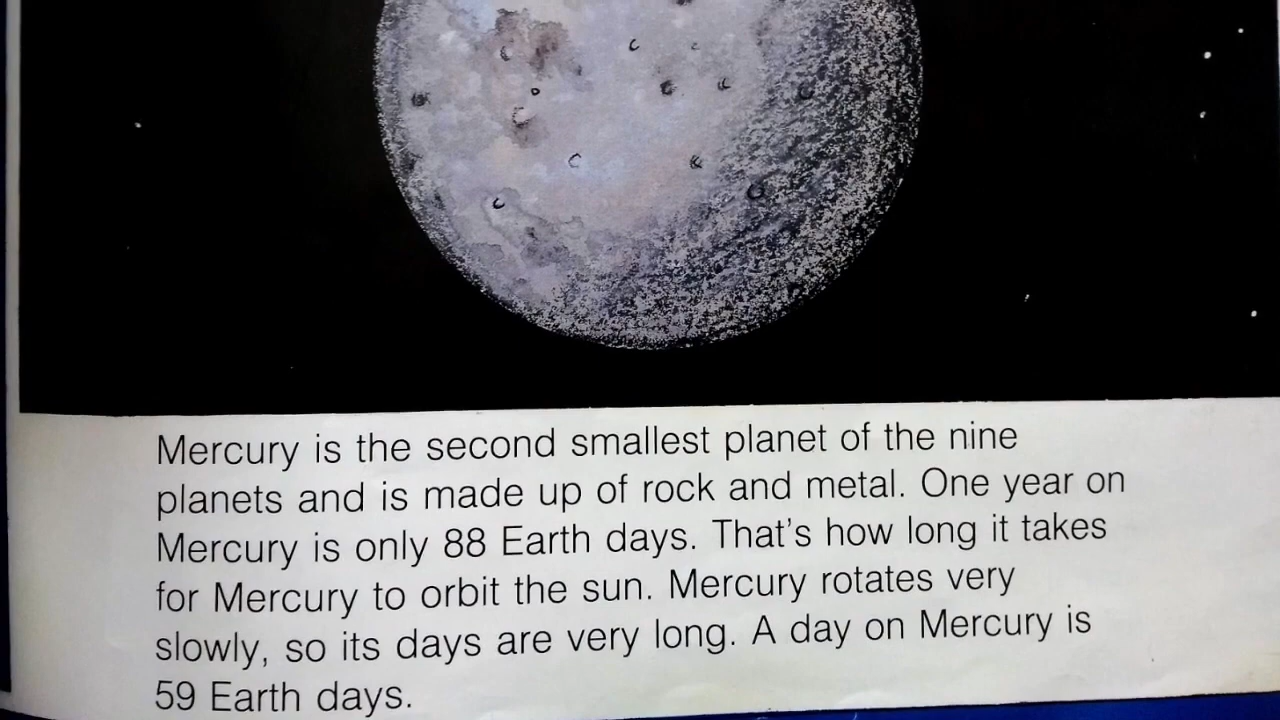 Mercury is the second smallest planet of the nine
planets and is made up of rock and metal. One year on
Mercury is only 88 Earth days. That's how long it takes
for Mercury to orbit the sun. Mercury rotates very
slowly, so its days are very long. A day on Mercury is
59 Earth days.